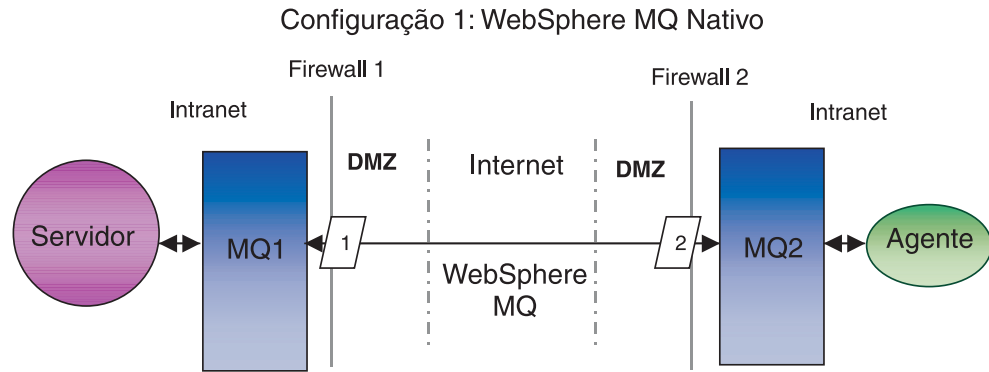 Configuração 1: WebSphere MQ Nativo
Firewall 1
Firewall 2
Intranet
Intranet
DMZ
Internet
DMZ
Servidor
MQ1
1
2
MQ2
Agente
WebSphere
MQ